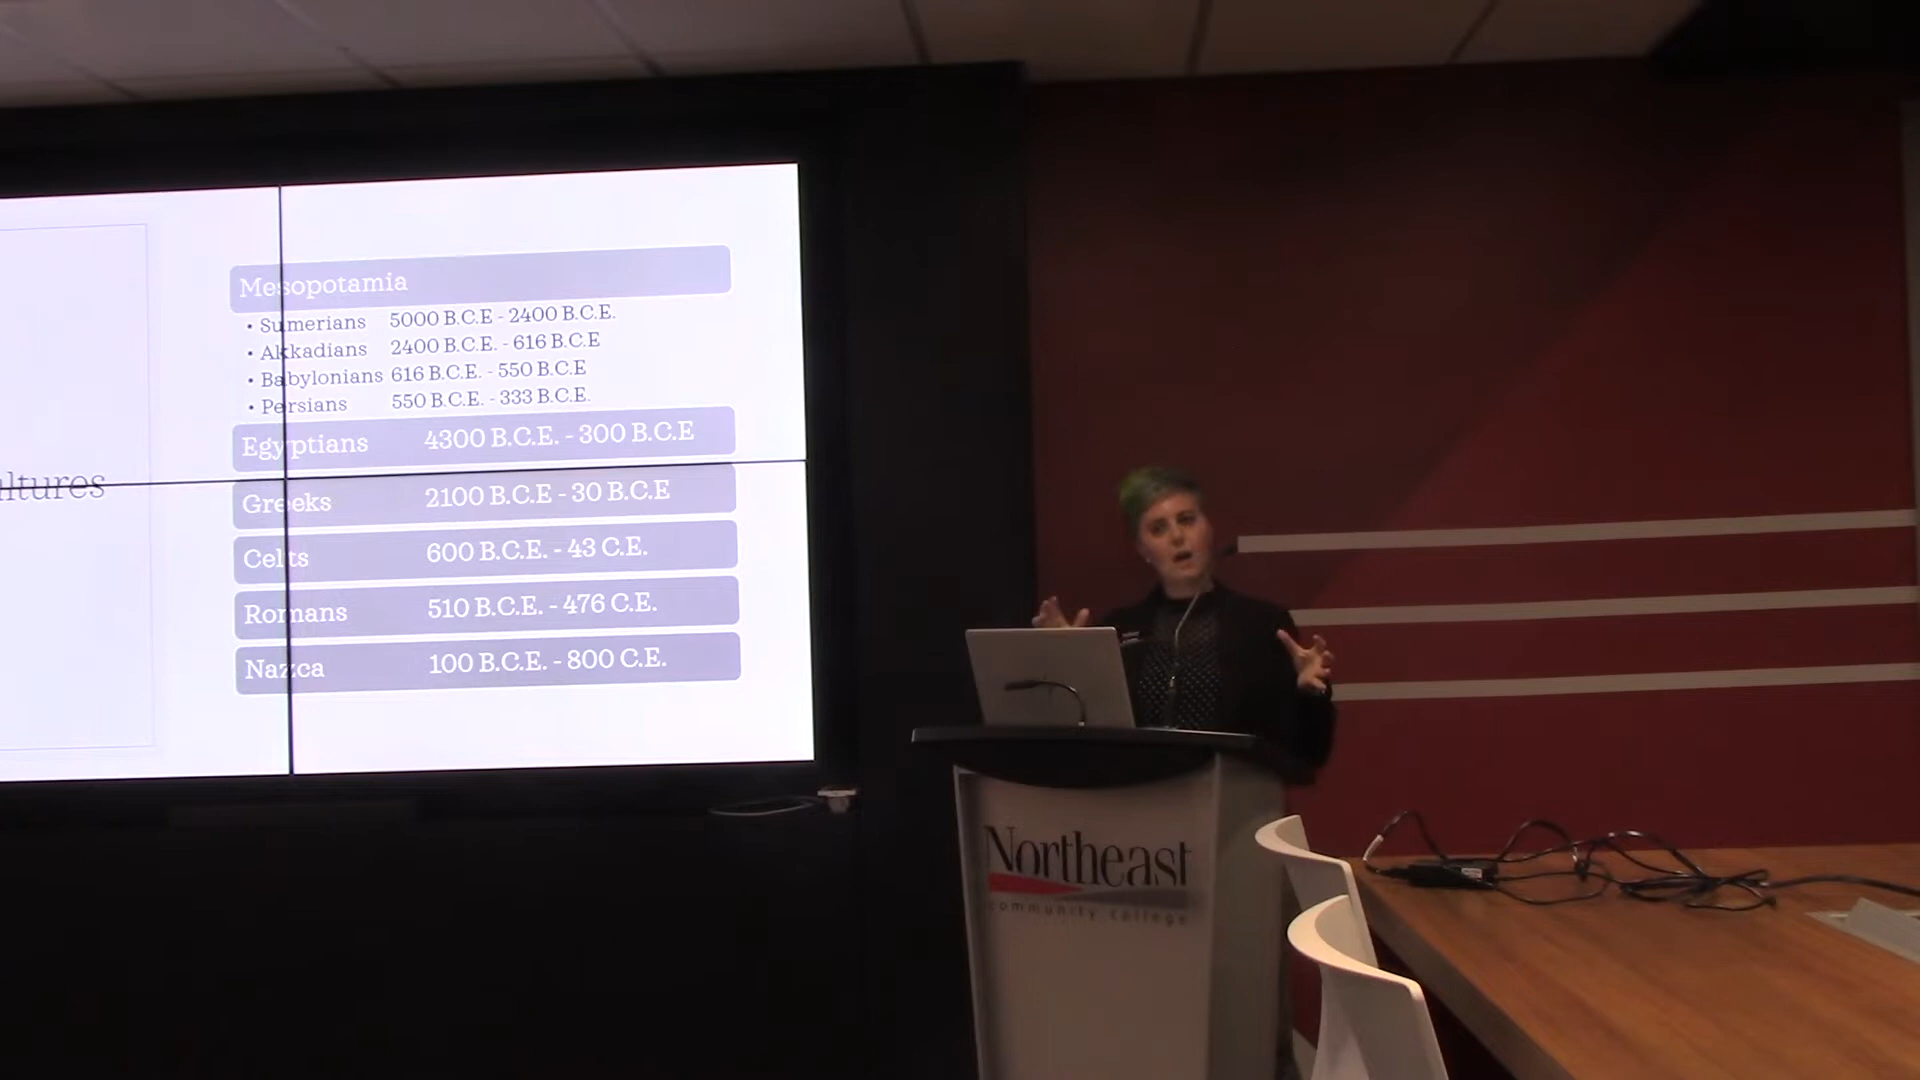 Mesopotamia
• Sumerians 5000 B.C.E - 2400 B.C.E.
• Akkadians 2400 B.C.E. - 616 B.C.E
• Babylonians 616 B.C.E. - 550 B.C.E
• Persians 550 B.C.E. - 333 B.C.E.
Egyptians 4300 B.C.E. - 300 B.C.E
ltures
Greeks 2100 B.C.E - 30 B.C.E
Celts 600 B.C.E. - 43 C.E.
Romans 510 B.C.E. - 476 C.E.
Nazca 100 B.C.E. - 800 C.E.
Northeast
community college